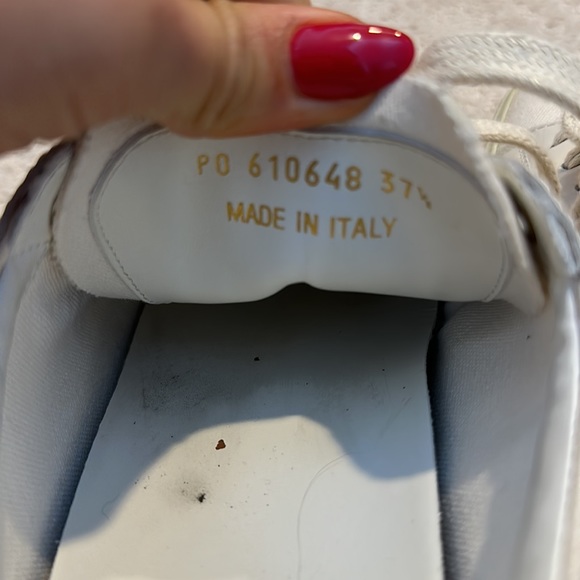 PO 610648 37½
MADE IN ITALY